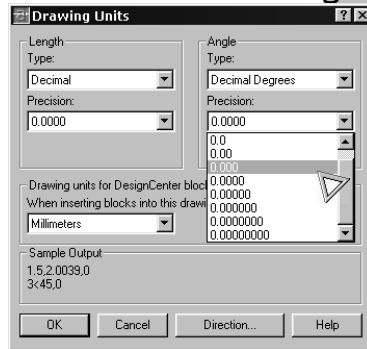 Drawing Units
Length
Type:
Decimal
Precision:
0.0000
Angle
Type:
Decimal Degrees
Precision:
0.0000
0.0
0.00
0.000
0.0000
0.00000
0.000000
0.0000000
0.00000000
Drawing units for DesignCenter bloc
When inserting blocks into this drawi
Millimeters
Sample Output
1.5,2.0039,0
3<45,0
OK Cancel Direction... Help